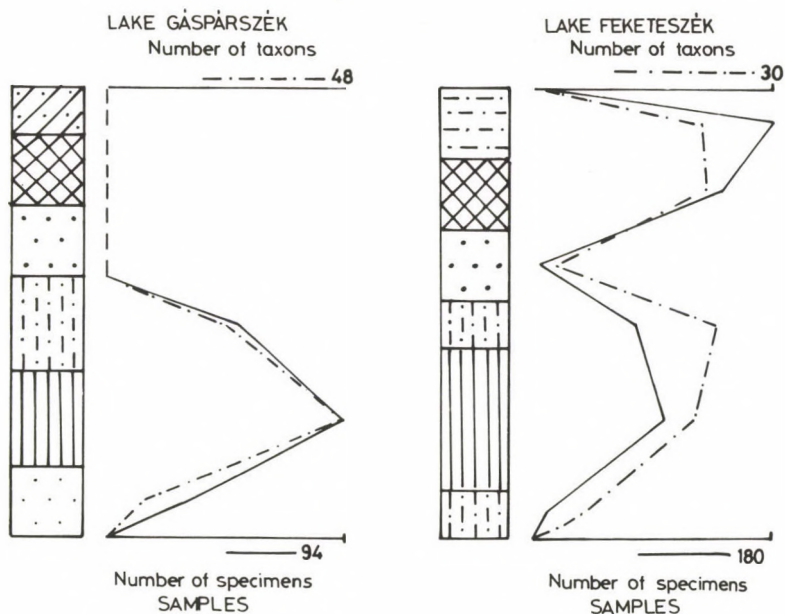 LAKE GÁSPÁRSZÉK
Number of taxons
48
94
Number of specimens
SAMPLES
LAKE FEKETESZÉK
Number of taxons
30
180
Number of specimens
SAMPLES